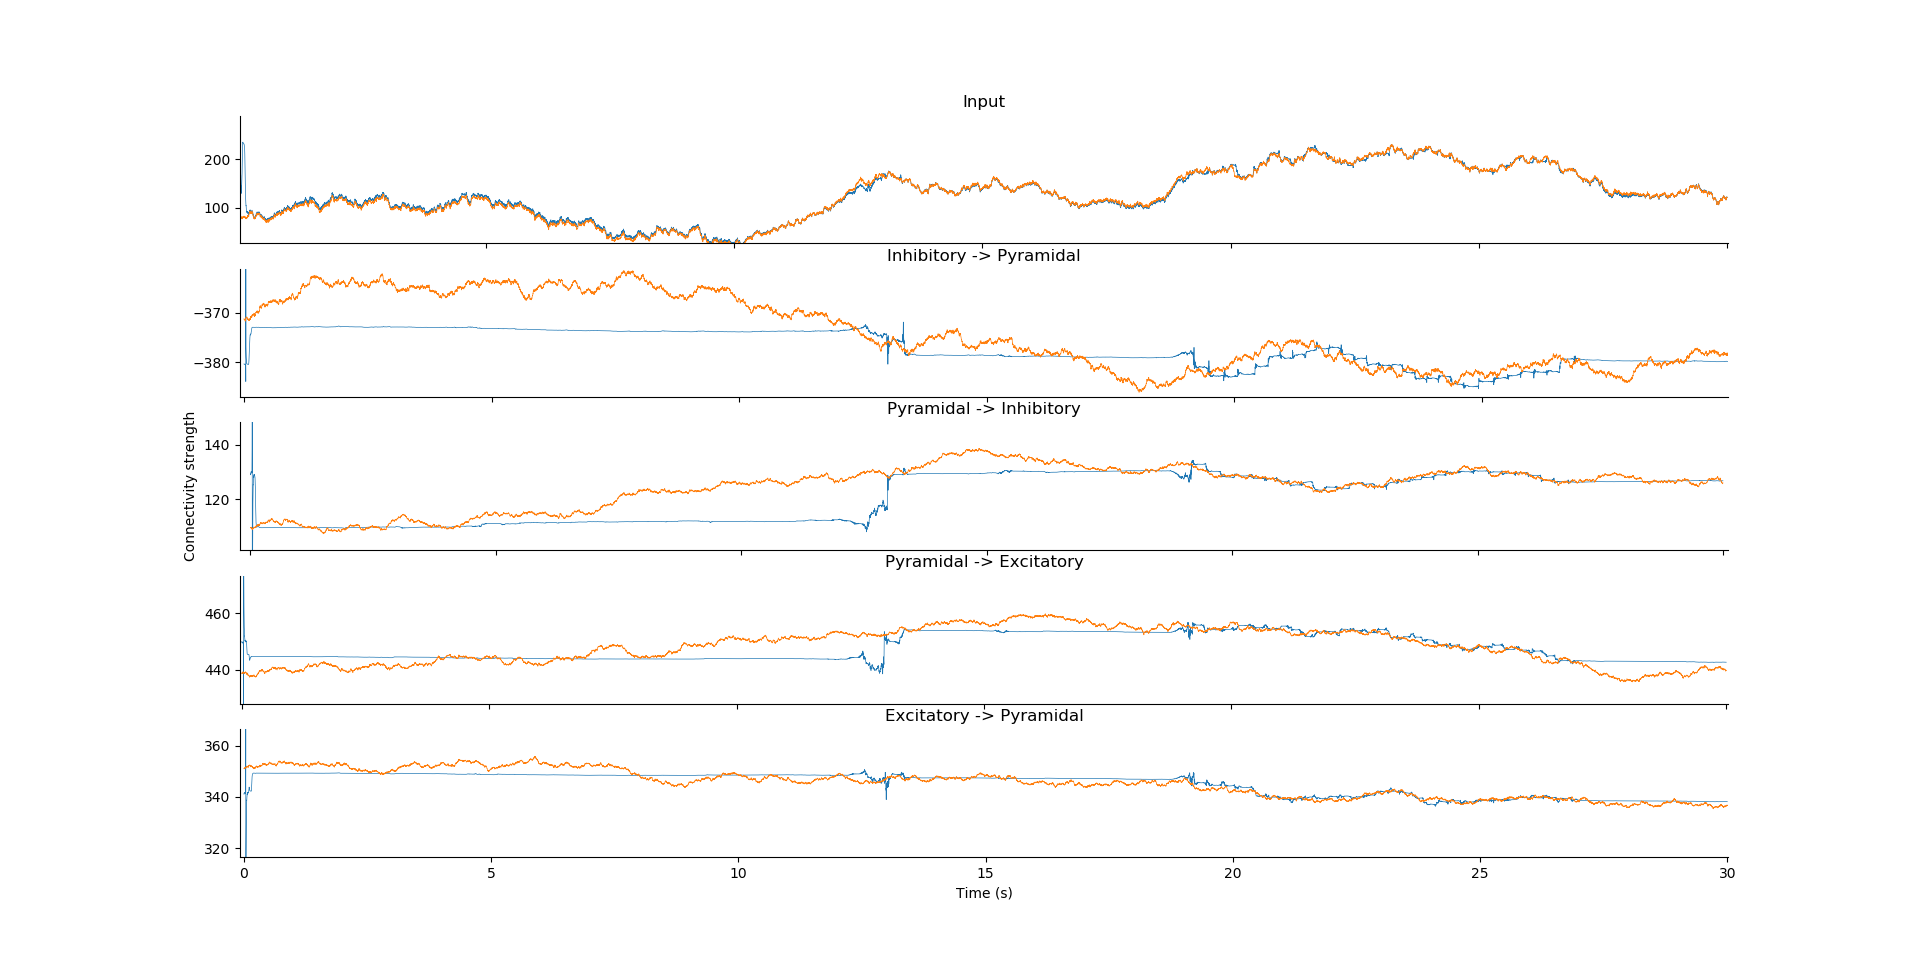 Input
200
100
Inhibitory -> Pyramidal
−370
−380
Pyramidal -> Inhibitory
140
120
Connectivity strength
Pyramidal -> Excitatory
460
440
Excitatory -> Pyramidal
360
340
320
0 5 10 15 20 25 30
Time (s)